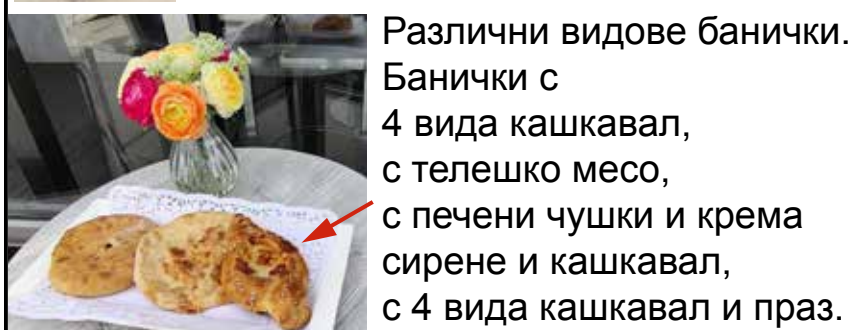 Различни видове банички.
Банички с
4 вида кашкавал,
с телешко месо,
с печени чушки и крема
сирене и кашкавал,
с 4 вида кашкавал и праз.